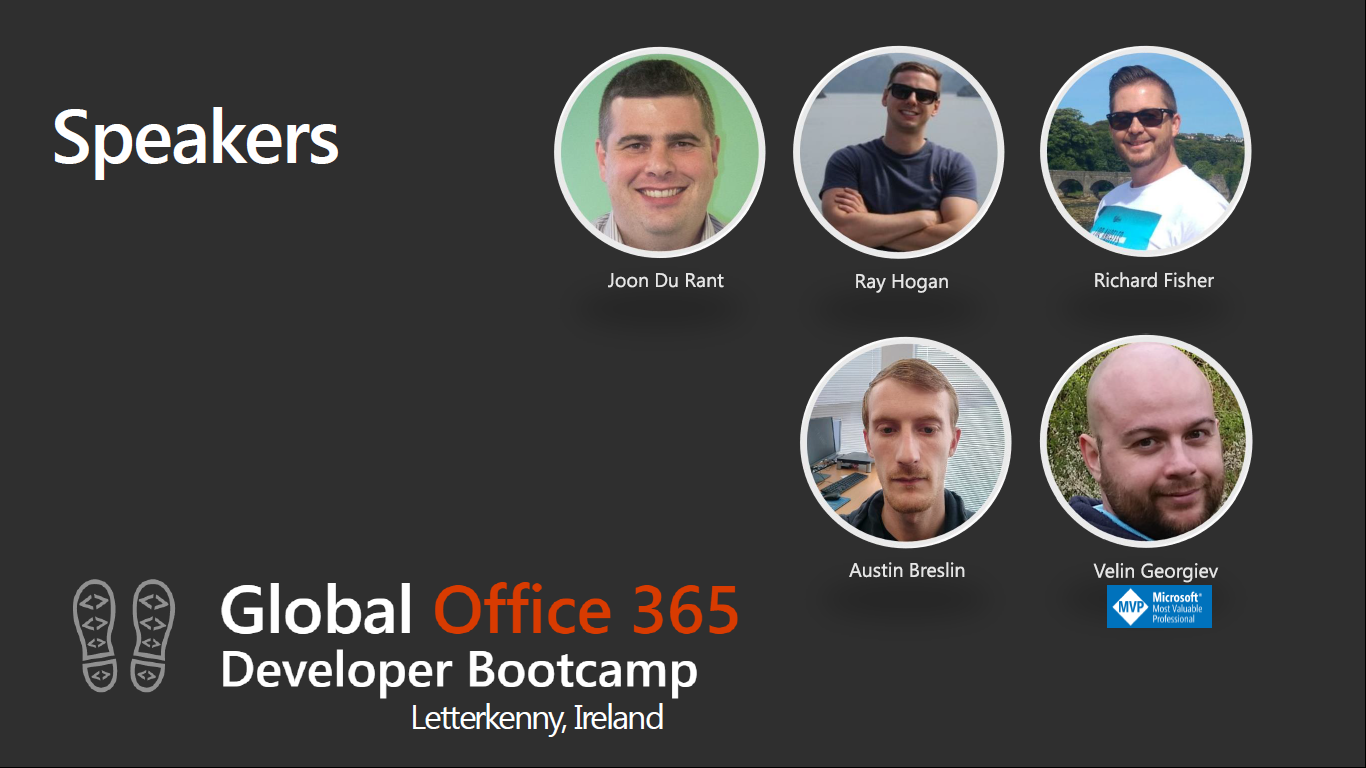 Speakers
Joon Du Rant
Ray Hogan
Richard Fisher
Austin Breslin
Velin Georgiev
MVP
Microsoft®
Most Valuable
Professional
Global Office 365
Developer Bootcamp
Letterkenny, Ireland